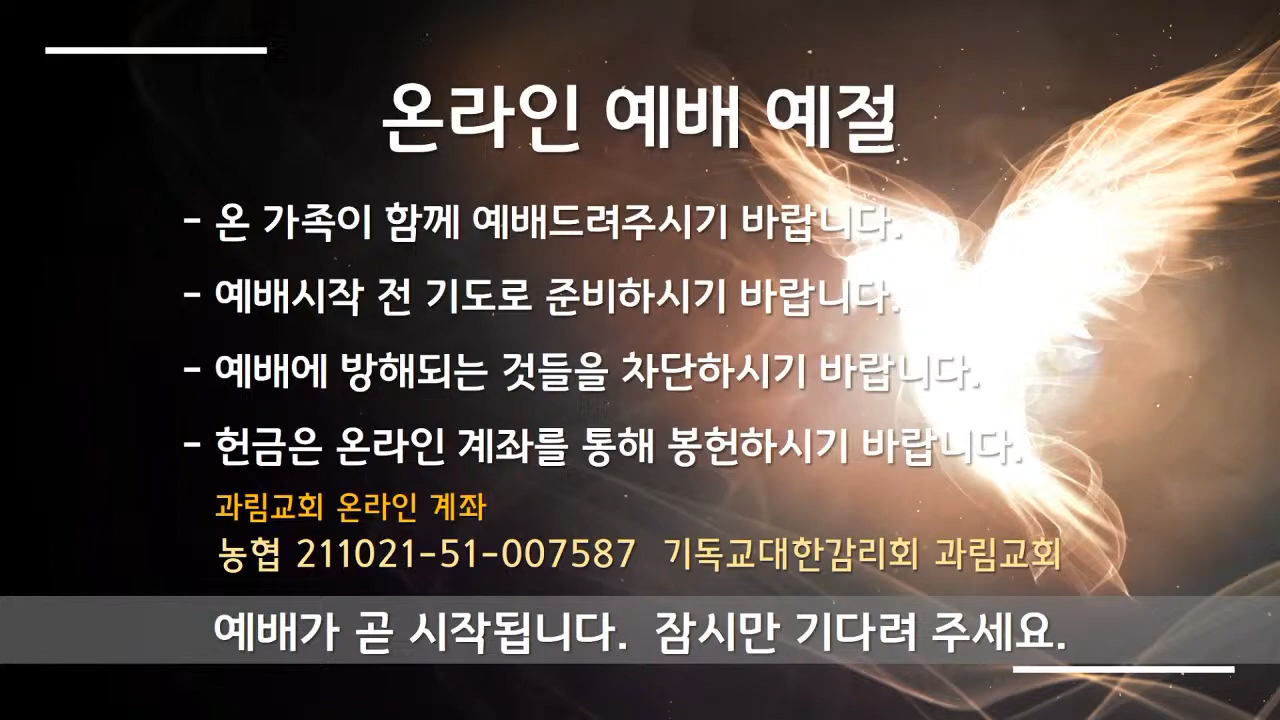 온라인 예배 예절
- 온 가족이 함께 예배드려주시기 바랍니다.
- 예배시작 전 기도로 준비하시기 바랍니다.
- 예배에 방해되는 것들을 차단하시기 바랍니다.
- 헌금은 온라인 계좌를 통해 봉헌하시기 바랍니다.
과림교회 온라인 계좌
농협 211021-51-007587 기독교대한감리회 과림교회
예배가 곧 시작됩니다. 잠시만 기다려 주세요.